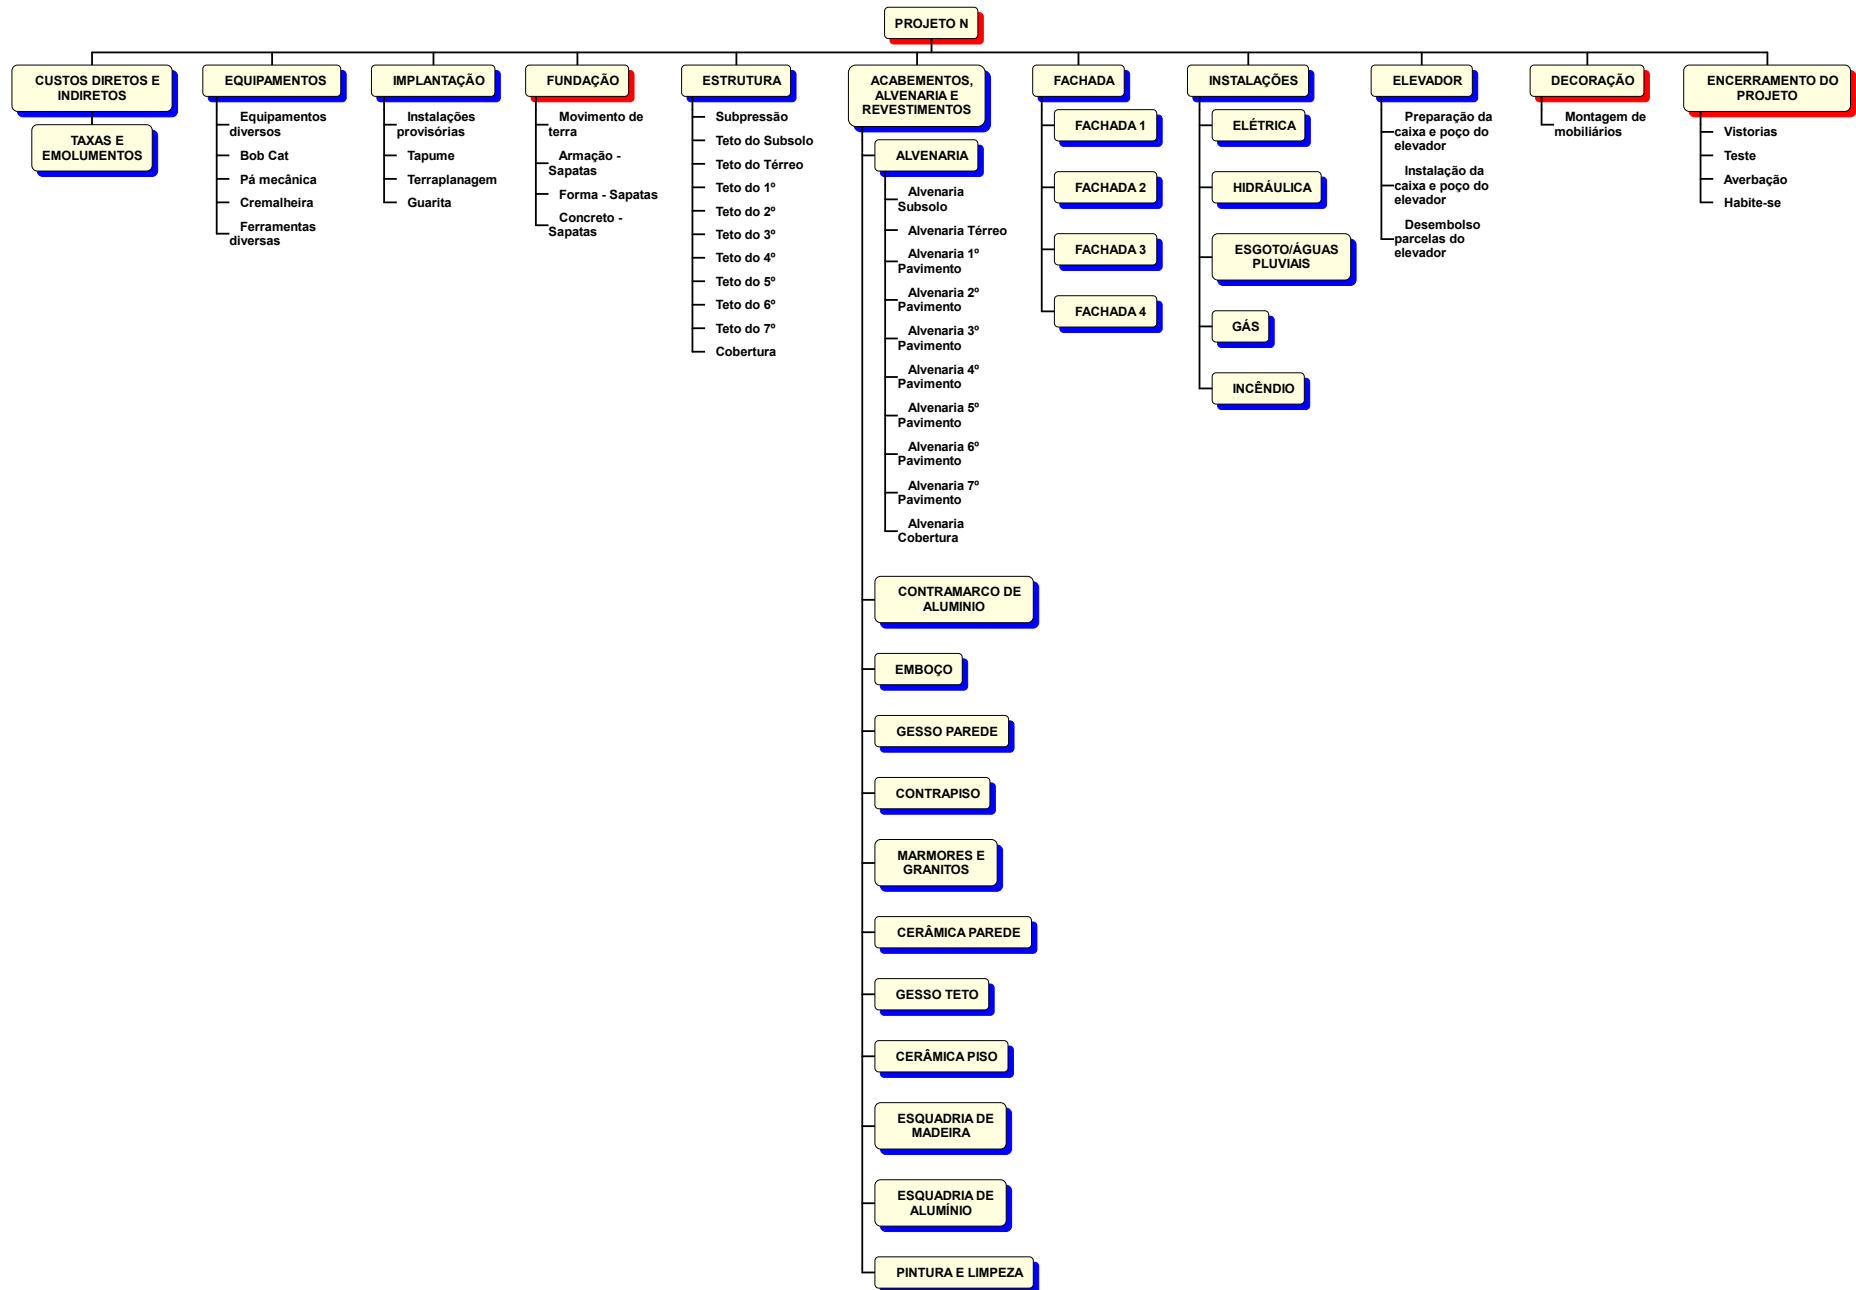 PROJETO N
CUSTOS DIRETOS E
INDIRETOS
TAXAS E
EMOLUMENTOS
EQUIPAMENTOS
Equipamentos
diversos
Bob Cat
Pá mecânica
Cremalheira
Ferramentas
diversas
IMPLANTAÇÃO
Instalações
provisórias
Tapume
Terraplanagem
Guarita
FUNDAÇÃO
Movimento de
terra
Armação -
Sapatas
Forma - Sapatas
Concreto -
Sapatas
ESTRUTURA
Subpressão
Teto do Subsolo
Teto do Térreo
Teto do 1º
Teto do 2º
Teto do 3º
Teto do 4º
Teto do 5º
Teto do 6º
Teto do 7º
Cobertura
ACABEMENTOS,
ALVENARIA E
REVESTIMENTOS
ALVENARIA
Alvenaria
Subsolo
Alvenaria Térreo
Alvenaria 1º
Pavimento
Alvenaria 2º
Pavimento
Alvenaria 3º
Pavimento
Alvenaria 4º
Pavimento
Alvenaria 5º
Pavimento
Alvenaria 6º
Pavimento
Alvenaria 7º
Pavimento
Alvenaria
Cobertura
CONTRAMARCO DE
ALUMINIO
EMBOÇO
GESSO PAREDE
CONTRAPISO
MARMORES E
GRANITOS
CERÂMICA PAREDE
GESSO TETO
CERÂMICA PISO
ESQUADRIA DE
MADEIRA
ESQUADRIA DE
ALUMÍNIO
PINTURA E LIMPEZA
FACHADA
FACHADA 1
FACHADA 2
FACHADA 3
FACHADA 4
INSTALAÇÕES
ELÉTRICA
HIDRÁULICA
ESGOTO/ÁGUAS
PLUVIAIS
GÁS
INCÊNDIO
ELEVADOR
Preparação da
caixa e poço do
elevador
Instalação da
caixa e poço do
elevador
Desembolso
parcelas do
elevador
DECORAÇÃO
Montagem de
mobiliários
ENCERRAMENTO DO
PROJETO
Vistorias
Teste
Averbação
Habite-se